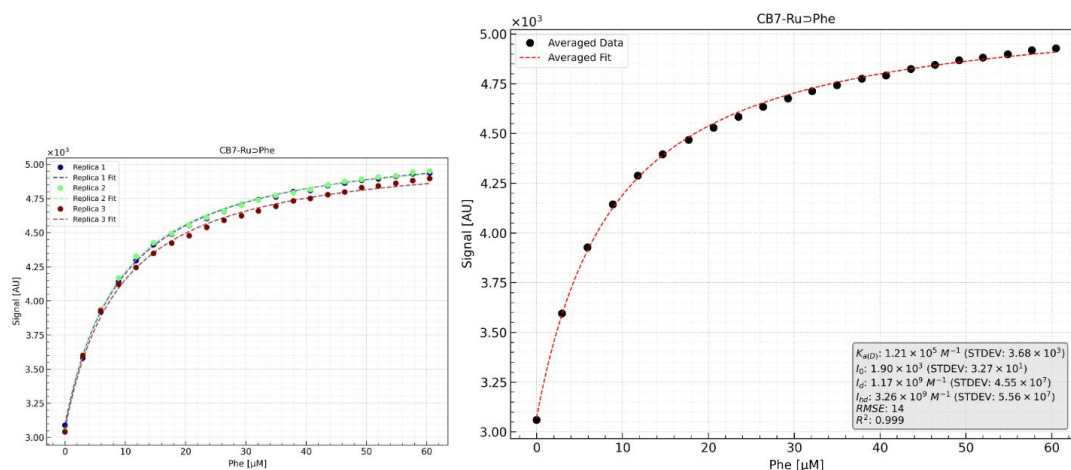 CB7-Ru⊃Phe
×10³
Replica 1
Replica 1 Fit
Replica 2
Replica 2 Fit
Replica 3
Replica 3 Fit
5.00
4.75
4.50
4.25
4.00
3.75
3.50
3.25
3.00
Signal [AU]
0 10 20 30 40 50 60
Phe [µM]
CB7-Ru⊃Phe
×10³
Averaged Data
Averaged Fit
5.00
4.75
4.50
4.25
4.00
3.75
3.50
3.25
3.00
Signal [AU]
K_a(D): 1.21 × 10⁵ M⁻¹ (STDEV: 3.68 × 10³)
I₀: 1.90 × 10³ (STDEV: 3.27 × 10¹)
I_d: 1.17 × 10⁹ M⁻¹ (STDEV: 4.55 × 10⁷)
I_hd: 3.26 × 10⁹ M⁻¹ (STDEV: 5.56 × 10⁷)
RMSE: 14
R²: 0.999
0 10 20 30 40 50 60
Phe [µM]